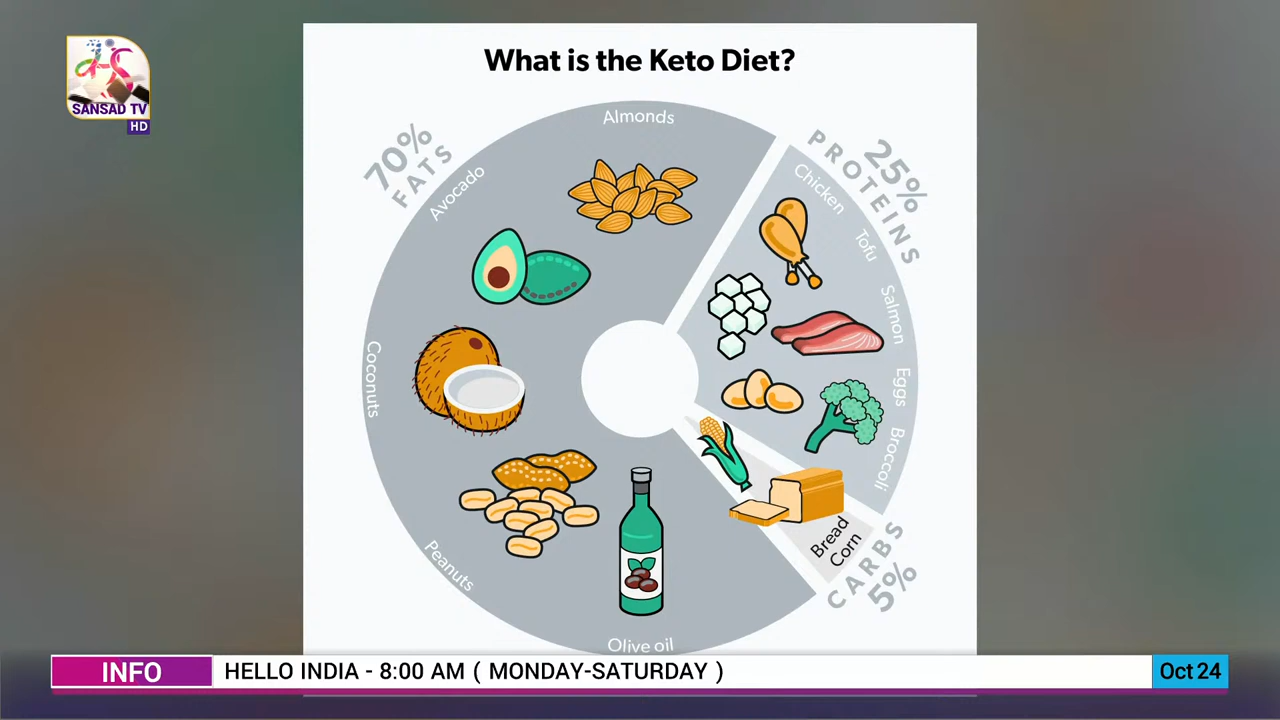 SANSAD TV
HD
What is the Keto Diet?
70%
FATS
Almonds
Avocado
Coconuts
Peanuts
Olive oil
25%
PROTEINS
Chicken
Tofu
Salmon
Eggs
Broccoli
Bread
Corn
CARBS
5%
INFO
HELLO INDIA - 8:00 AM ( MONDAY-SATURDAY )
Oct 24